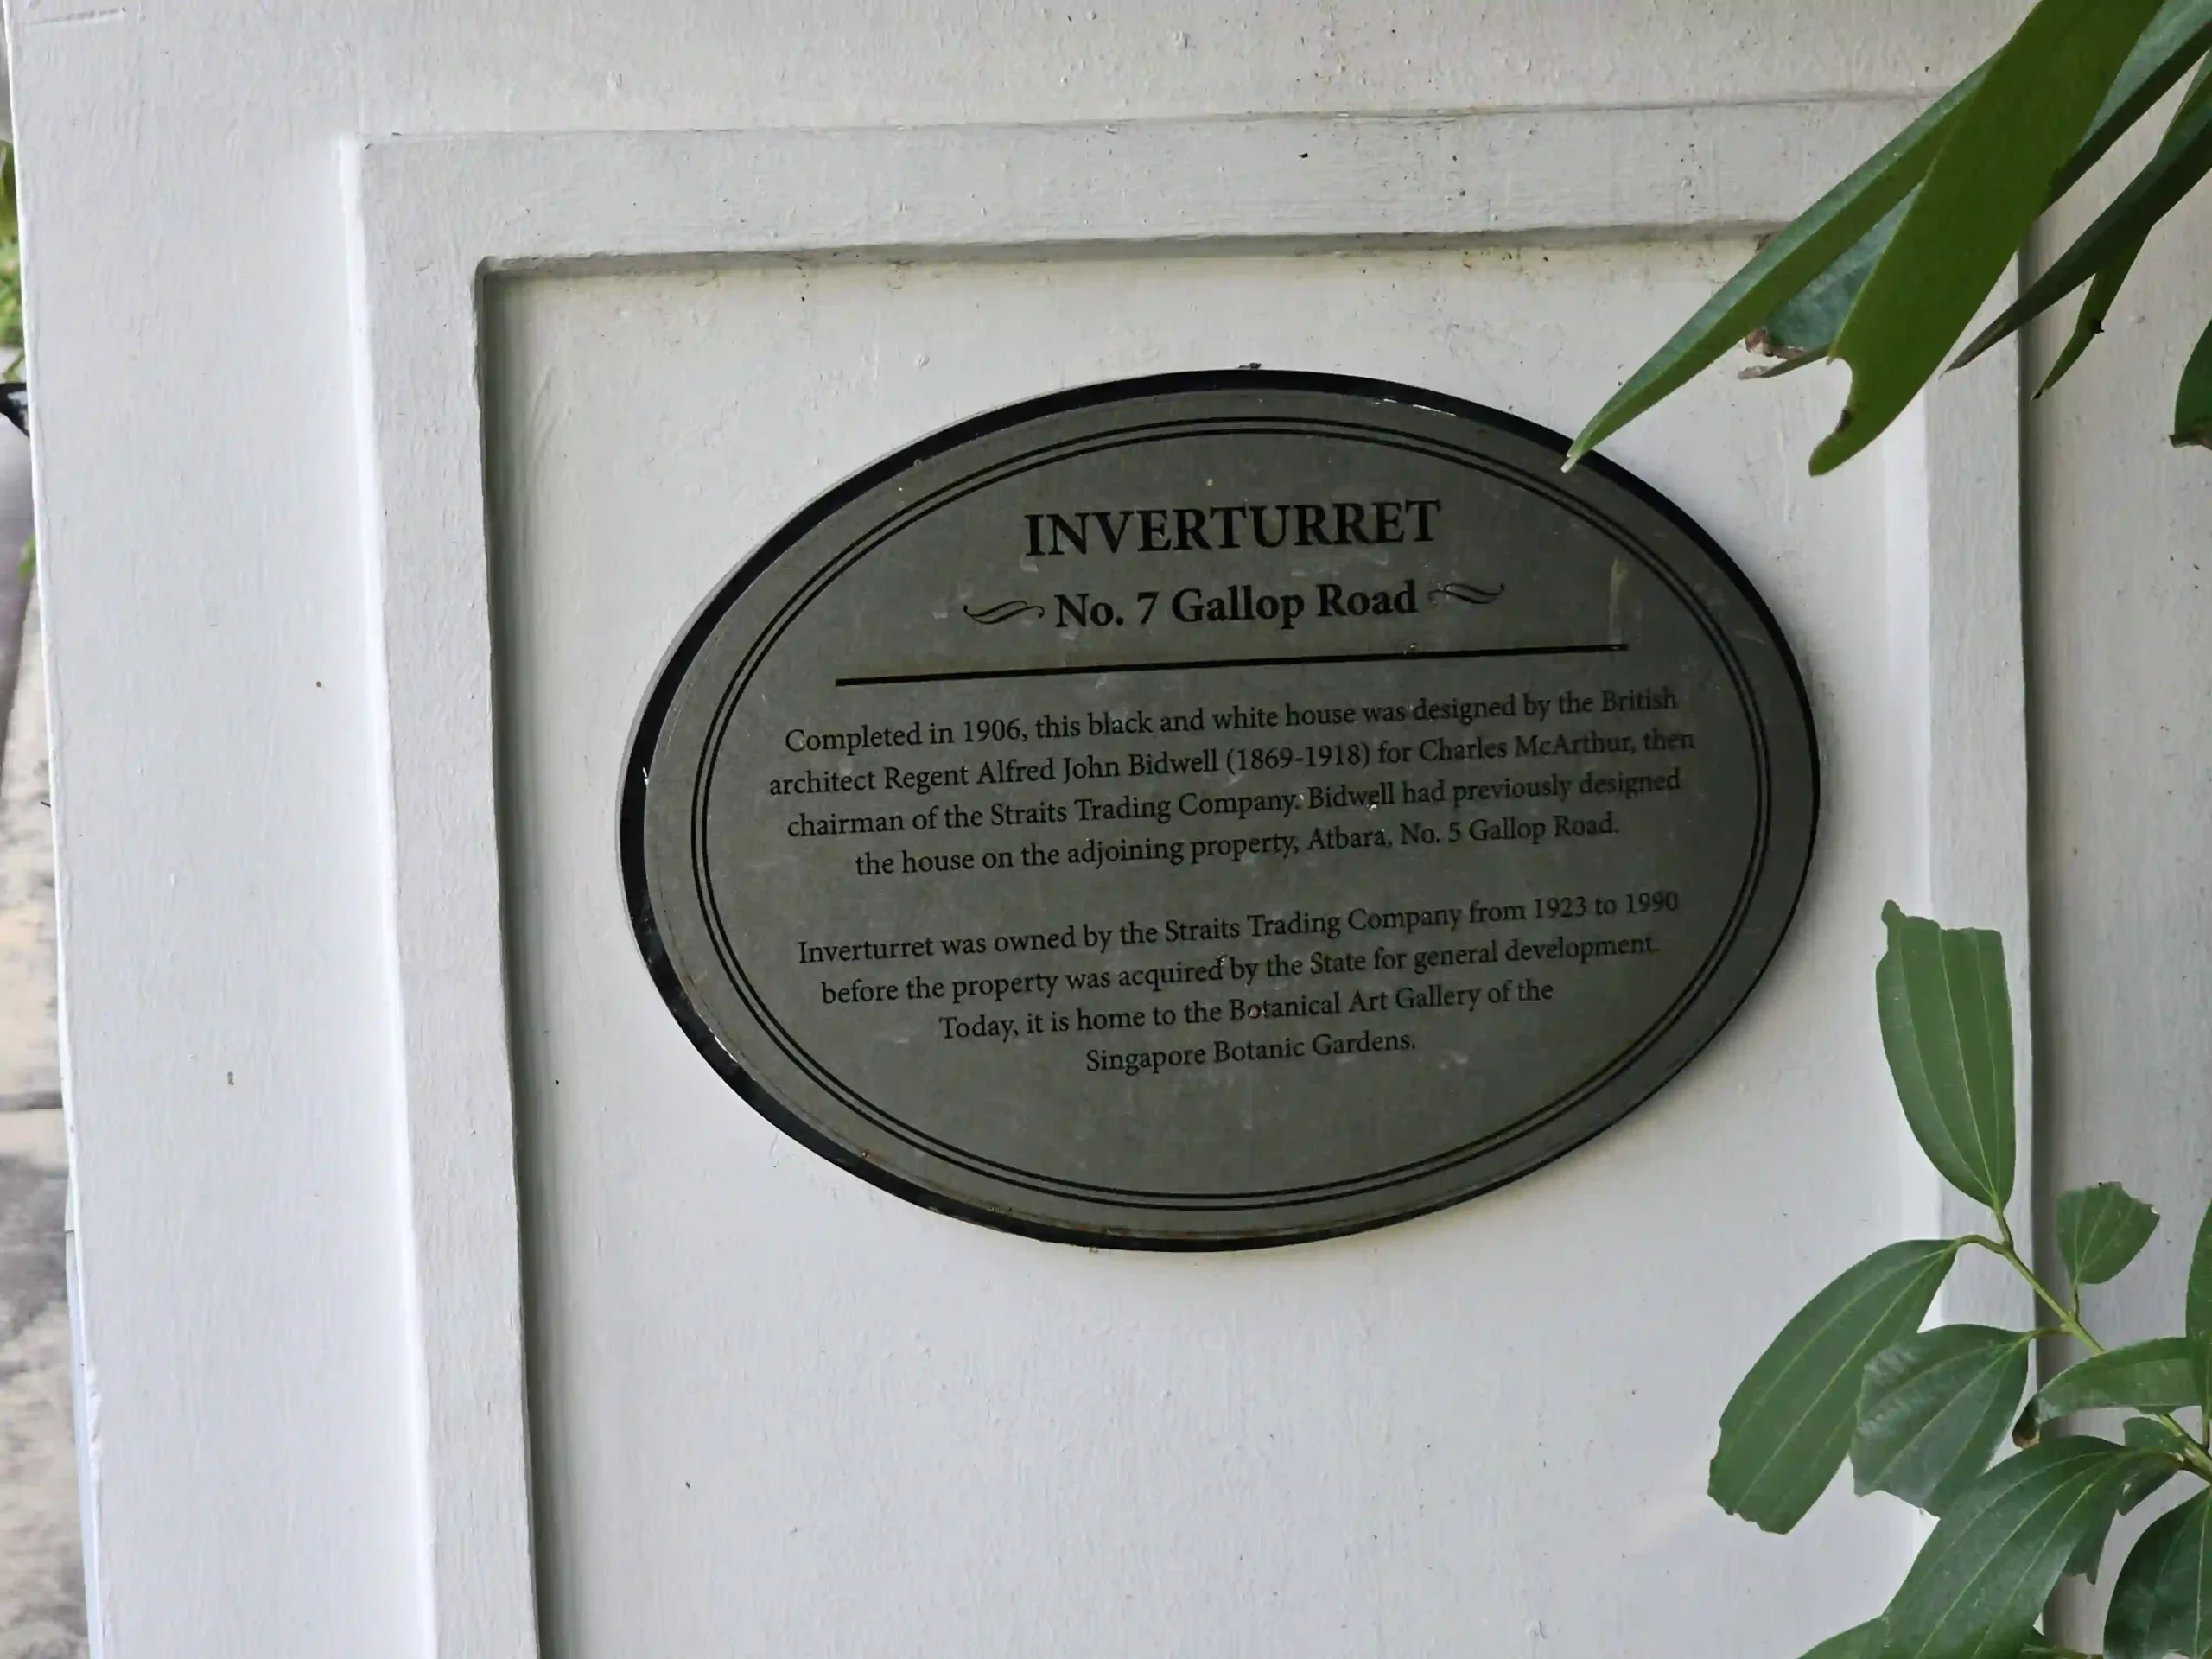 INVERTURRET
No. 7 Gallop Road
Completed in 1906, this black and white house was designed by the British
architect Regent Alfred John Bidwell (1869-1918) for Charles McArthur, then
chairman of the Straits Trading Company. Bidwell had previously designed
the house on the adjoining property, Atbara, No. 5 Gallop Road.
Inverturret was owned by the Straits Trading Company from 1923 to 1990
before the property was acquired by the State for general development.
Today, it is home to the Botanical Art Gallery of the
Singapore Botanic Gardens.